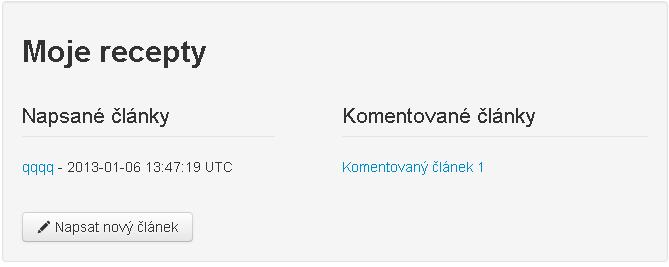 Moje recepty
Napsané články
qqqq - 2013-01-06 13:47:19 UTC
Napsat nový článek
Komentované články
Komentovaný článek 1